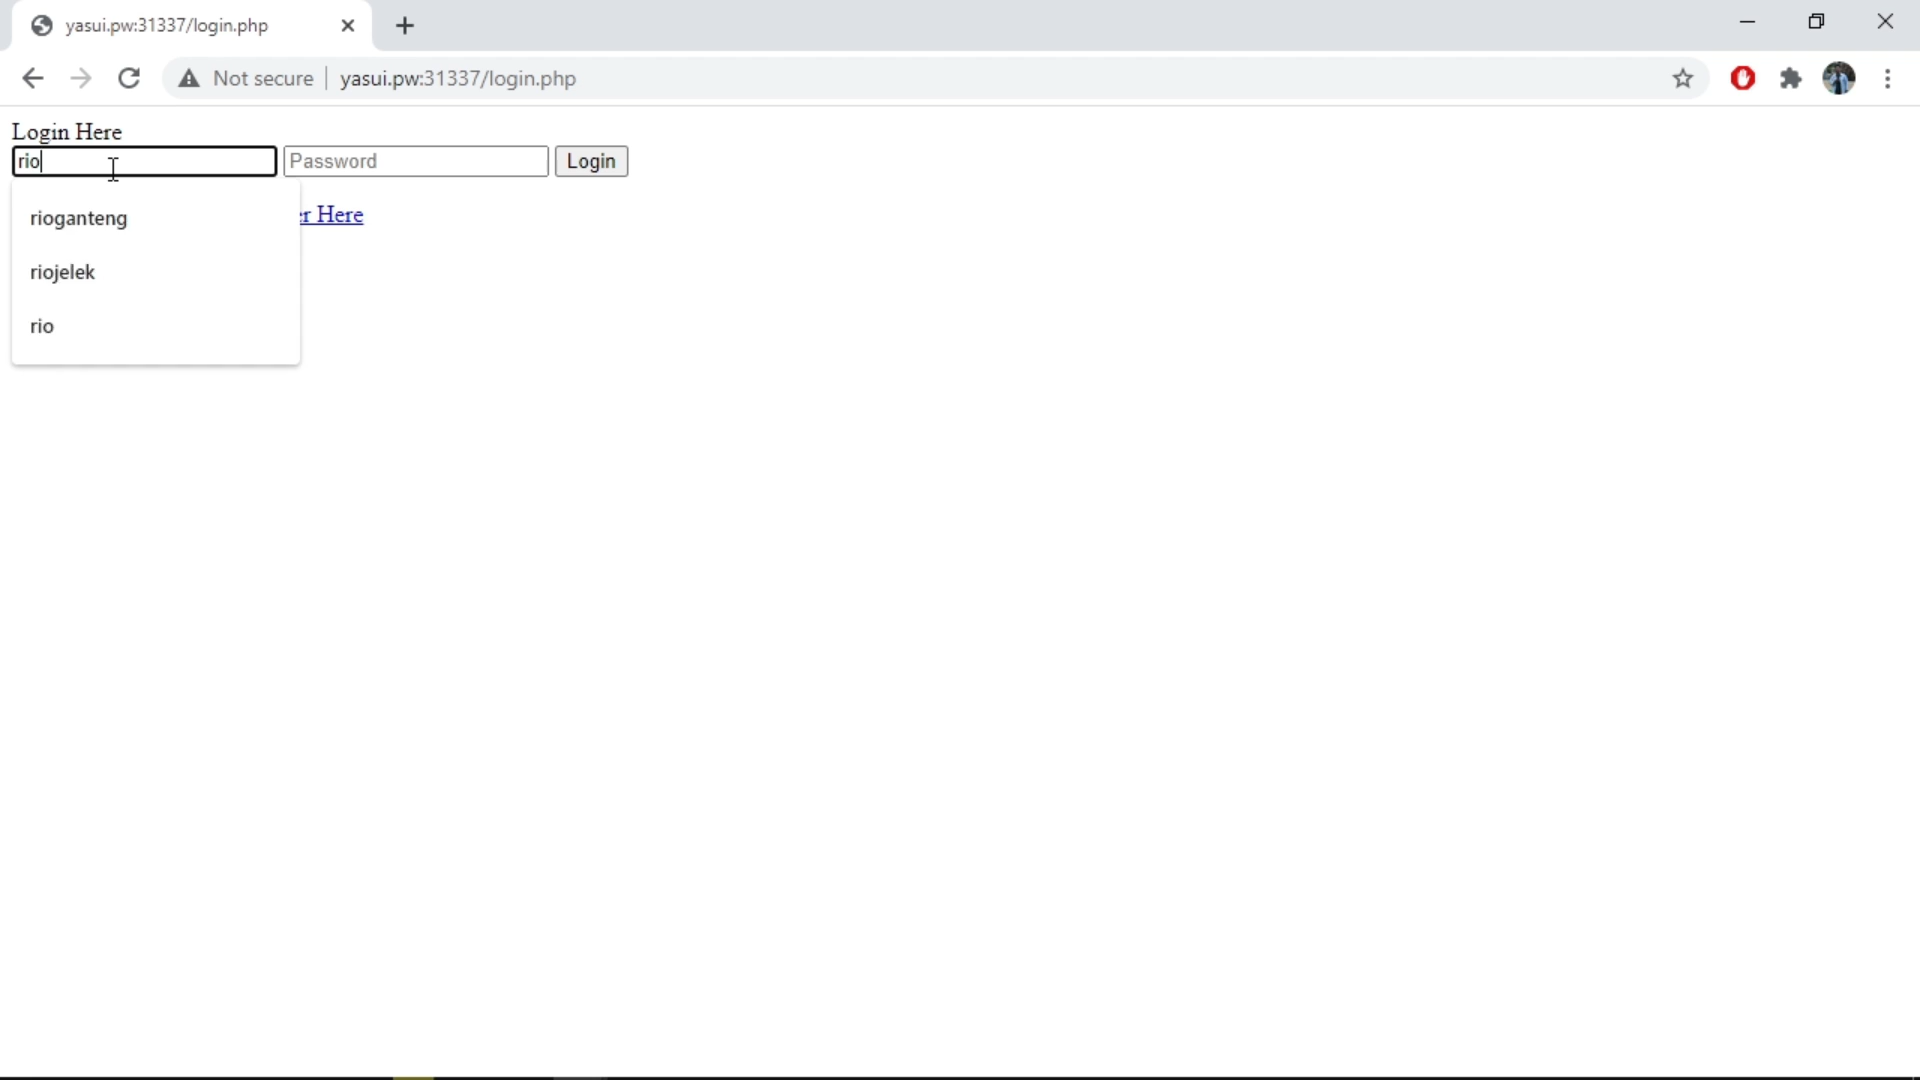 yasui.pw:31337/login.php
Not secure yasui.pw:31337/login.php
Login Here
rio Password Login
rioganteng
Here
riojelek
rio